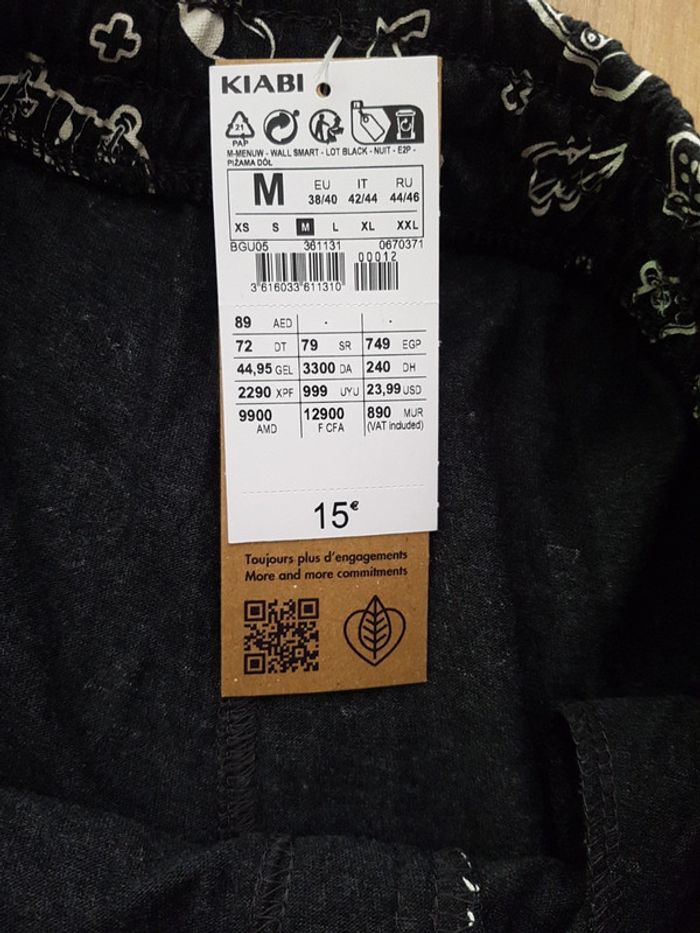 KIABI
21
PAP
M-MENUW - WALL SMART - LOT BLACK - NUIT - E2P -
PIŻAMA DÓŁ
M EU IT RU
38/40 42/44 44/46
XS S M L XL XXL
BGU05 361131 0670371
00012
3 616033 611310
89 AED . .
72 DT 79 SR 749 EGP
44,95 GEL 3300 DA 240 DH
2290 XPF 999 UYU 23,99 USD
9900 12900 890 MUR
AMD F CFA (VAT included)
15€
Toujours plus d'engagements
More and more commitments